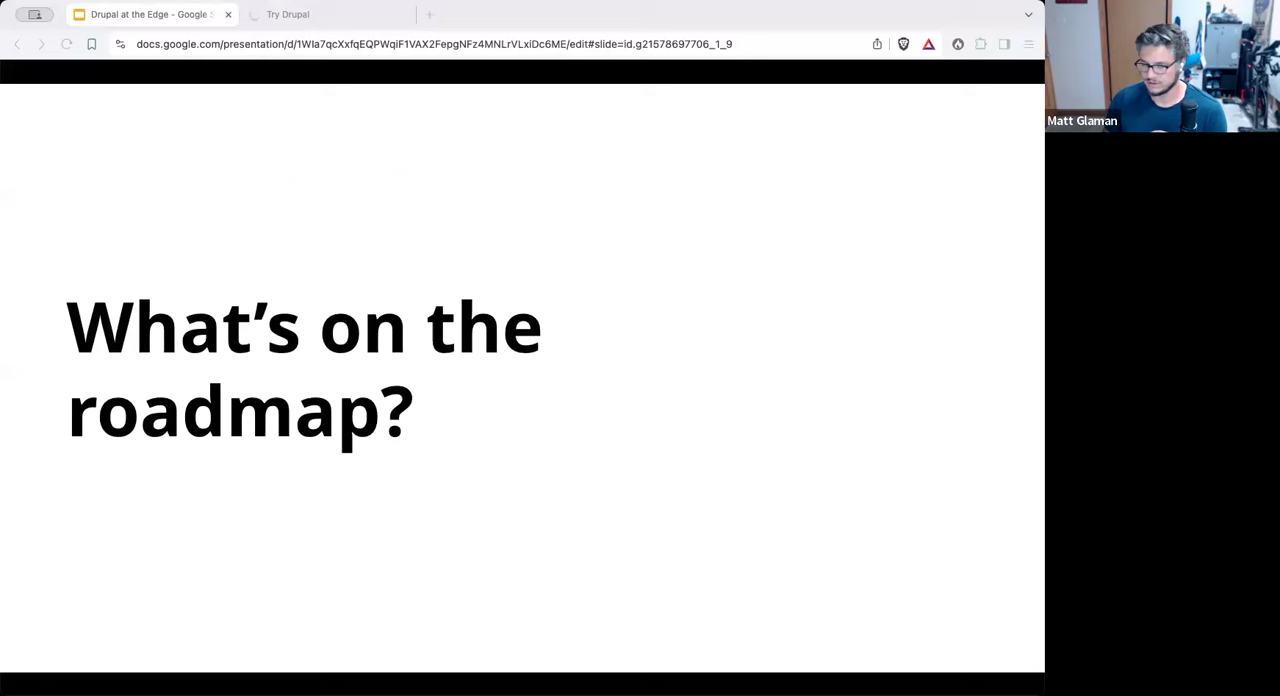 Drupal at the Edge - Google S
Try Drupal
docs.google.com/presentation/d/1WIa7qcXxfqEQPWqiF1VAX2FepgNFz4MNLrVLxiDc6ME/edit#slide=id.g21578697706_1_9
Matt Glaman
What’s on the
roadmap?